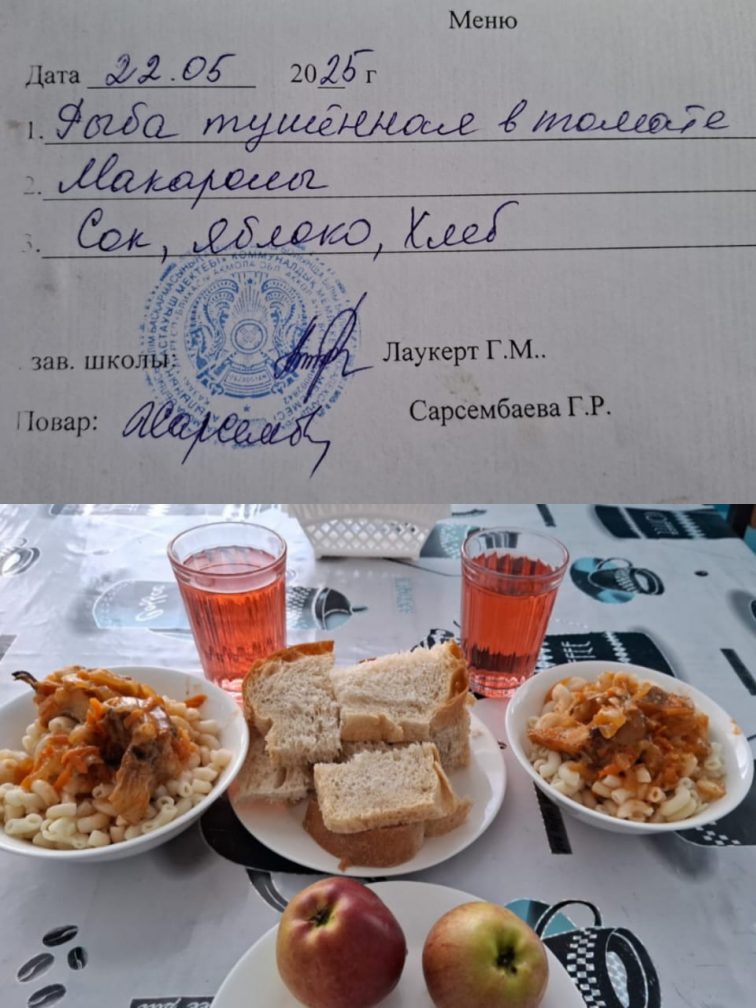 Меню
Дата 22.05 2025 г
1. Рыба тушённая в томате
2. Макароны
3. Сок, яблоко, Хлеб
зав. школы: Лаукерт Г.М..
Повар: Сарсембаева Г.Р.